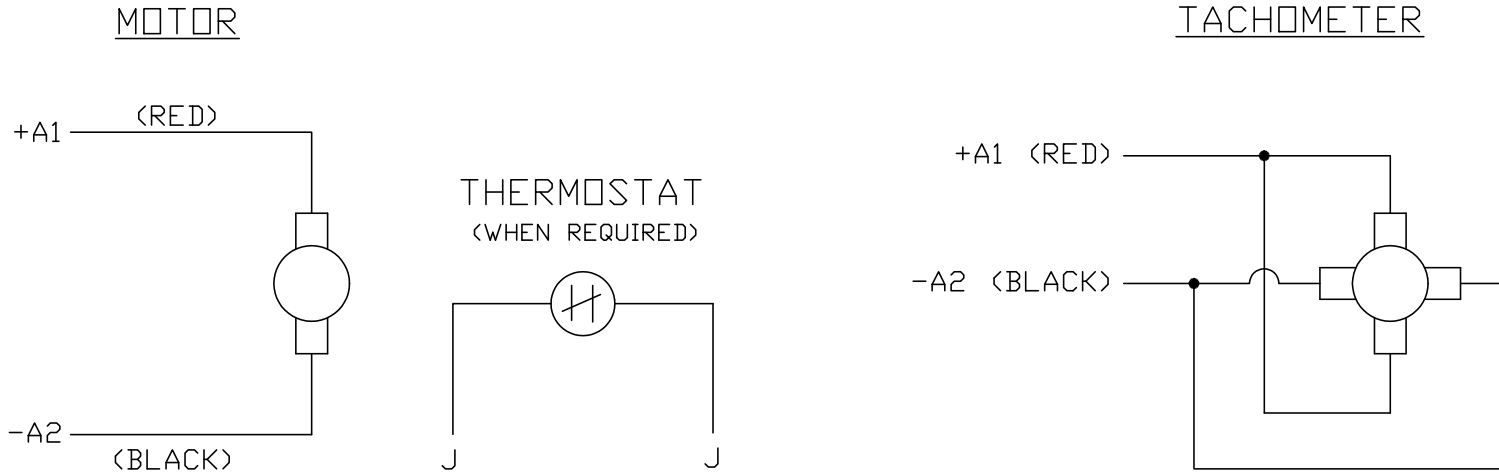 MOTOR
+A1
(RED)
-A2
(BLACK)
THERMOSTAT
(WHEN REQUIRED)
J
J
TACHOMETER
+A1 (RED)
-A2 (BLACK)